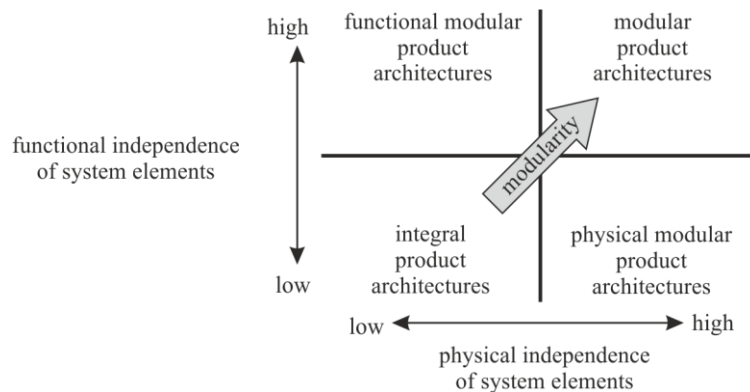 high
functional modular
product
architectures
modular
product
architectures
functional independence
of system elements
modularity
integral
product
architectures
physical modular
product
architectures
low
low
high
physical independence
of system elements